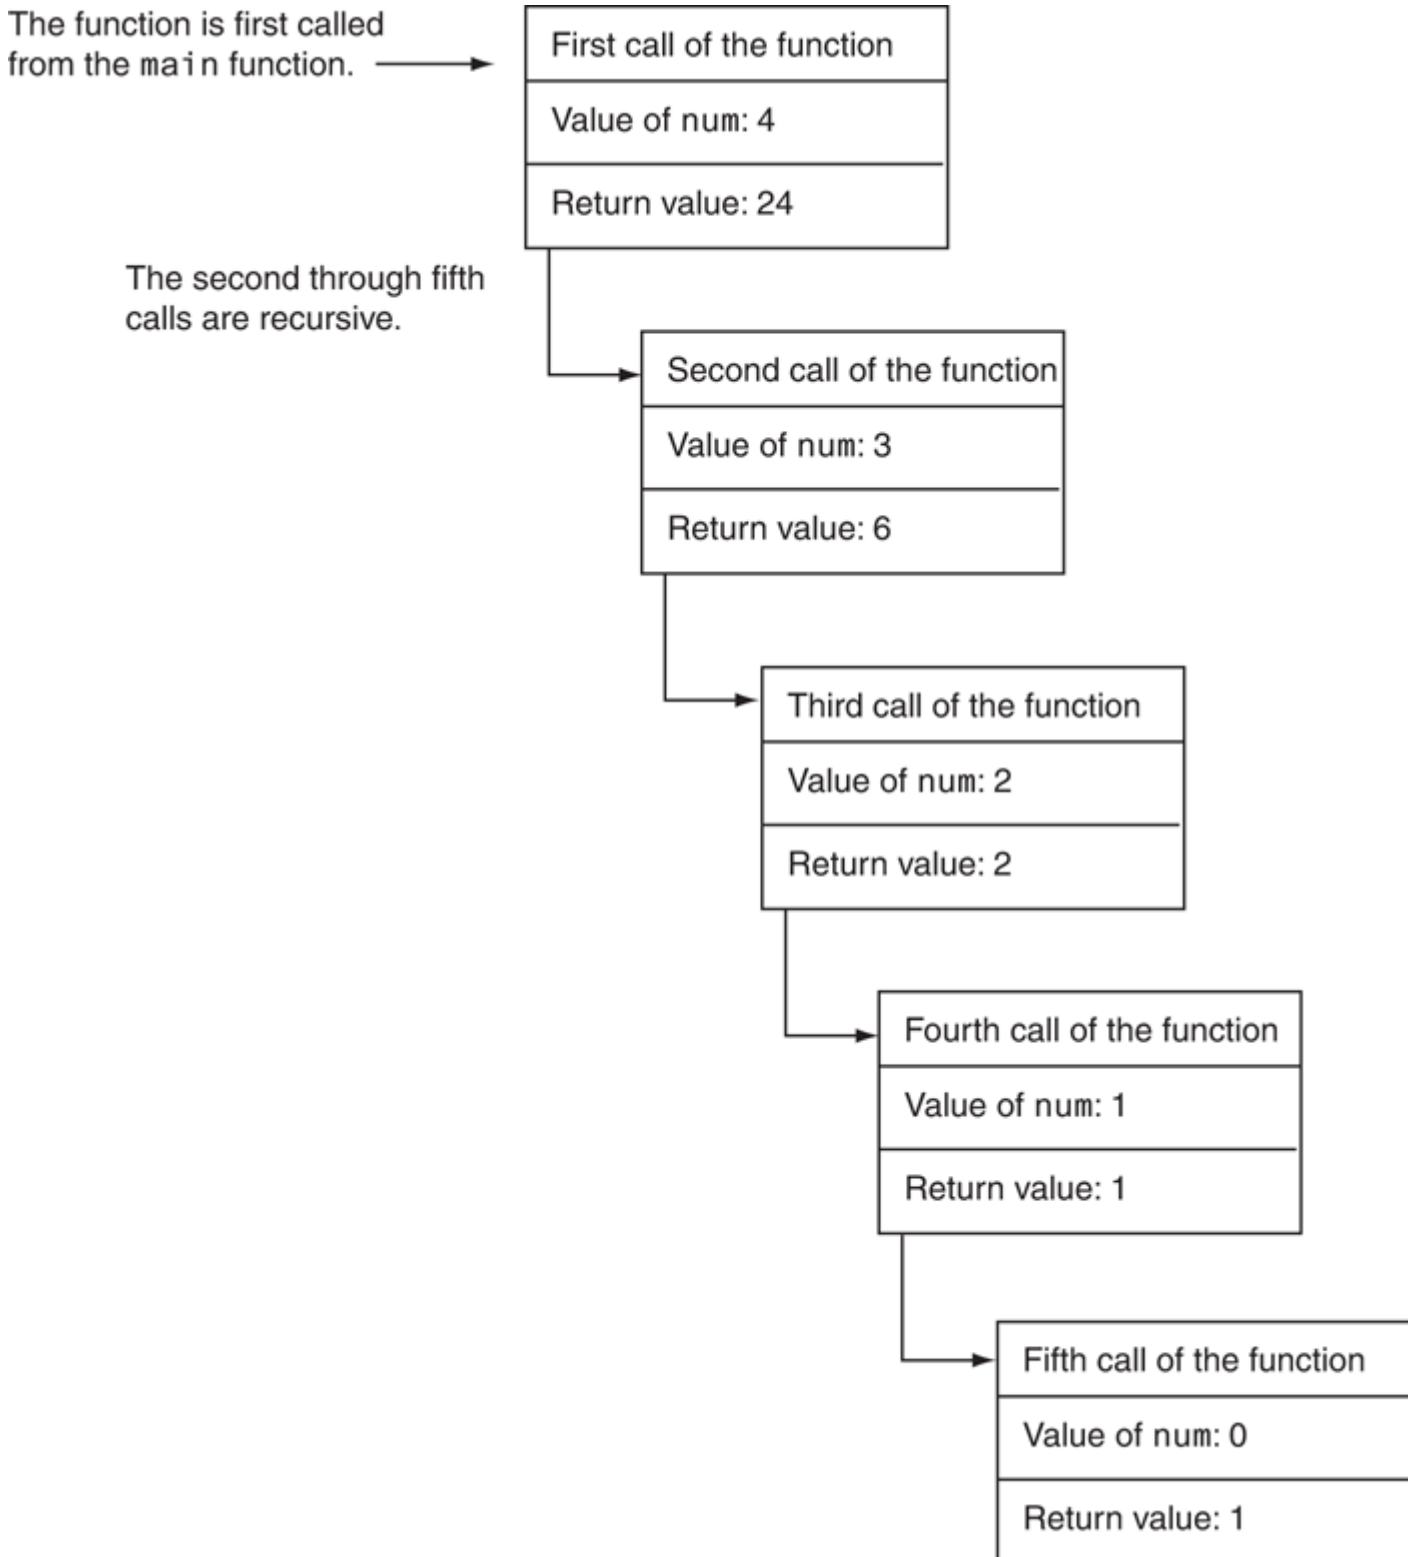 The function is first called
from the main function.
First call of the function
Value of num: 4
Return value: 24
The second through fifth
calls are recursive.
Second call of the function
Value of num: 3
Return value: 6
Third call of the function
Value of num: 2
Return value: 2
Fourth call of the function
Value of num: 1
Return value: 1
Fifth call of the function
Value of num: 0
Return value: 1